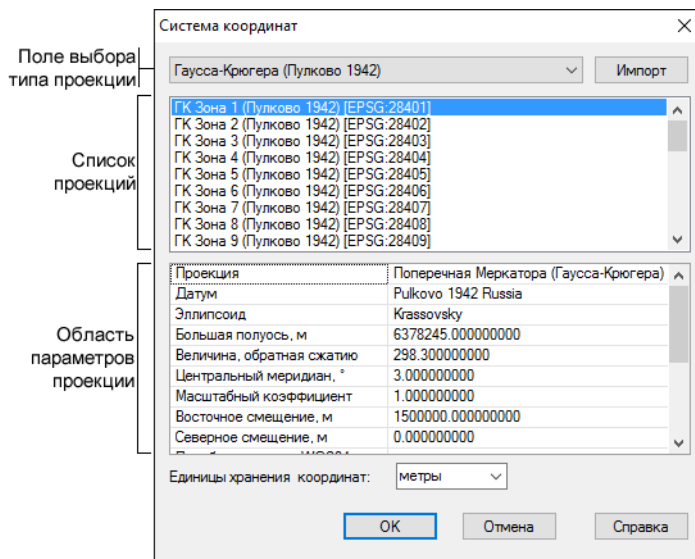 Система координат
Поле выбора
типа проекции
Гаусса-Крюгера (Пулково 1942)
Импорт
Список
проекций
ГК Зона 1 (Пулково 1942) [EPSG:28401]
ГК Зона 2 (Пулково 1942) [EPSG:28402]
ГК Зона 3 (Пулково 1942) [EPSG:28403]
ГК Зона 4 (Пулково 1942) [EPSG:28404]
ГК Зона 5 (Пулково 1942) [EPSG:28405]
ГК Зона 6 (Пулково 1942) [EPSG:28406]
ГК Зона 7 (Пулково 1942) [EPSG:28407]
ГК Зона 8 (Пулково 1942) [EPSG:28408]
ГК Зона 9 (Пулково 1942) [EPSG:28409]
Область
параметров
проекции
Проекция Поперечная Меркатора (Гаусса-Крюгера)
Датум Pulkovo 1942 Russia
Эллипсоид Krassovsky
Большая полуось, м 6378245.000000000
Величина, обратная сжатию 298.300000000
Центральный меридиан, ° 3.000000000
Масштабный коэффициент 1.000000000
Восточное смещение, м 1500000.000000000
Северное смещение, м 0.000000000
Единицы хранения координат: метры
OK Отмена Справка